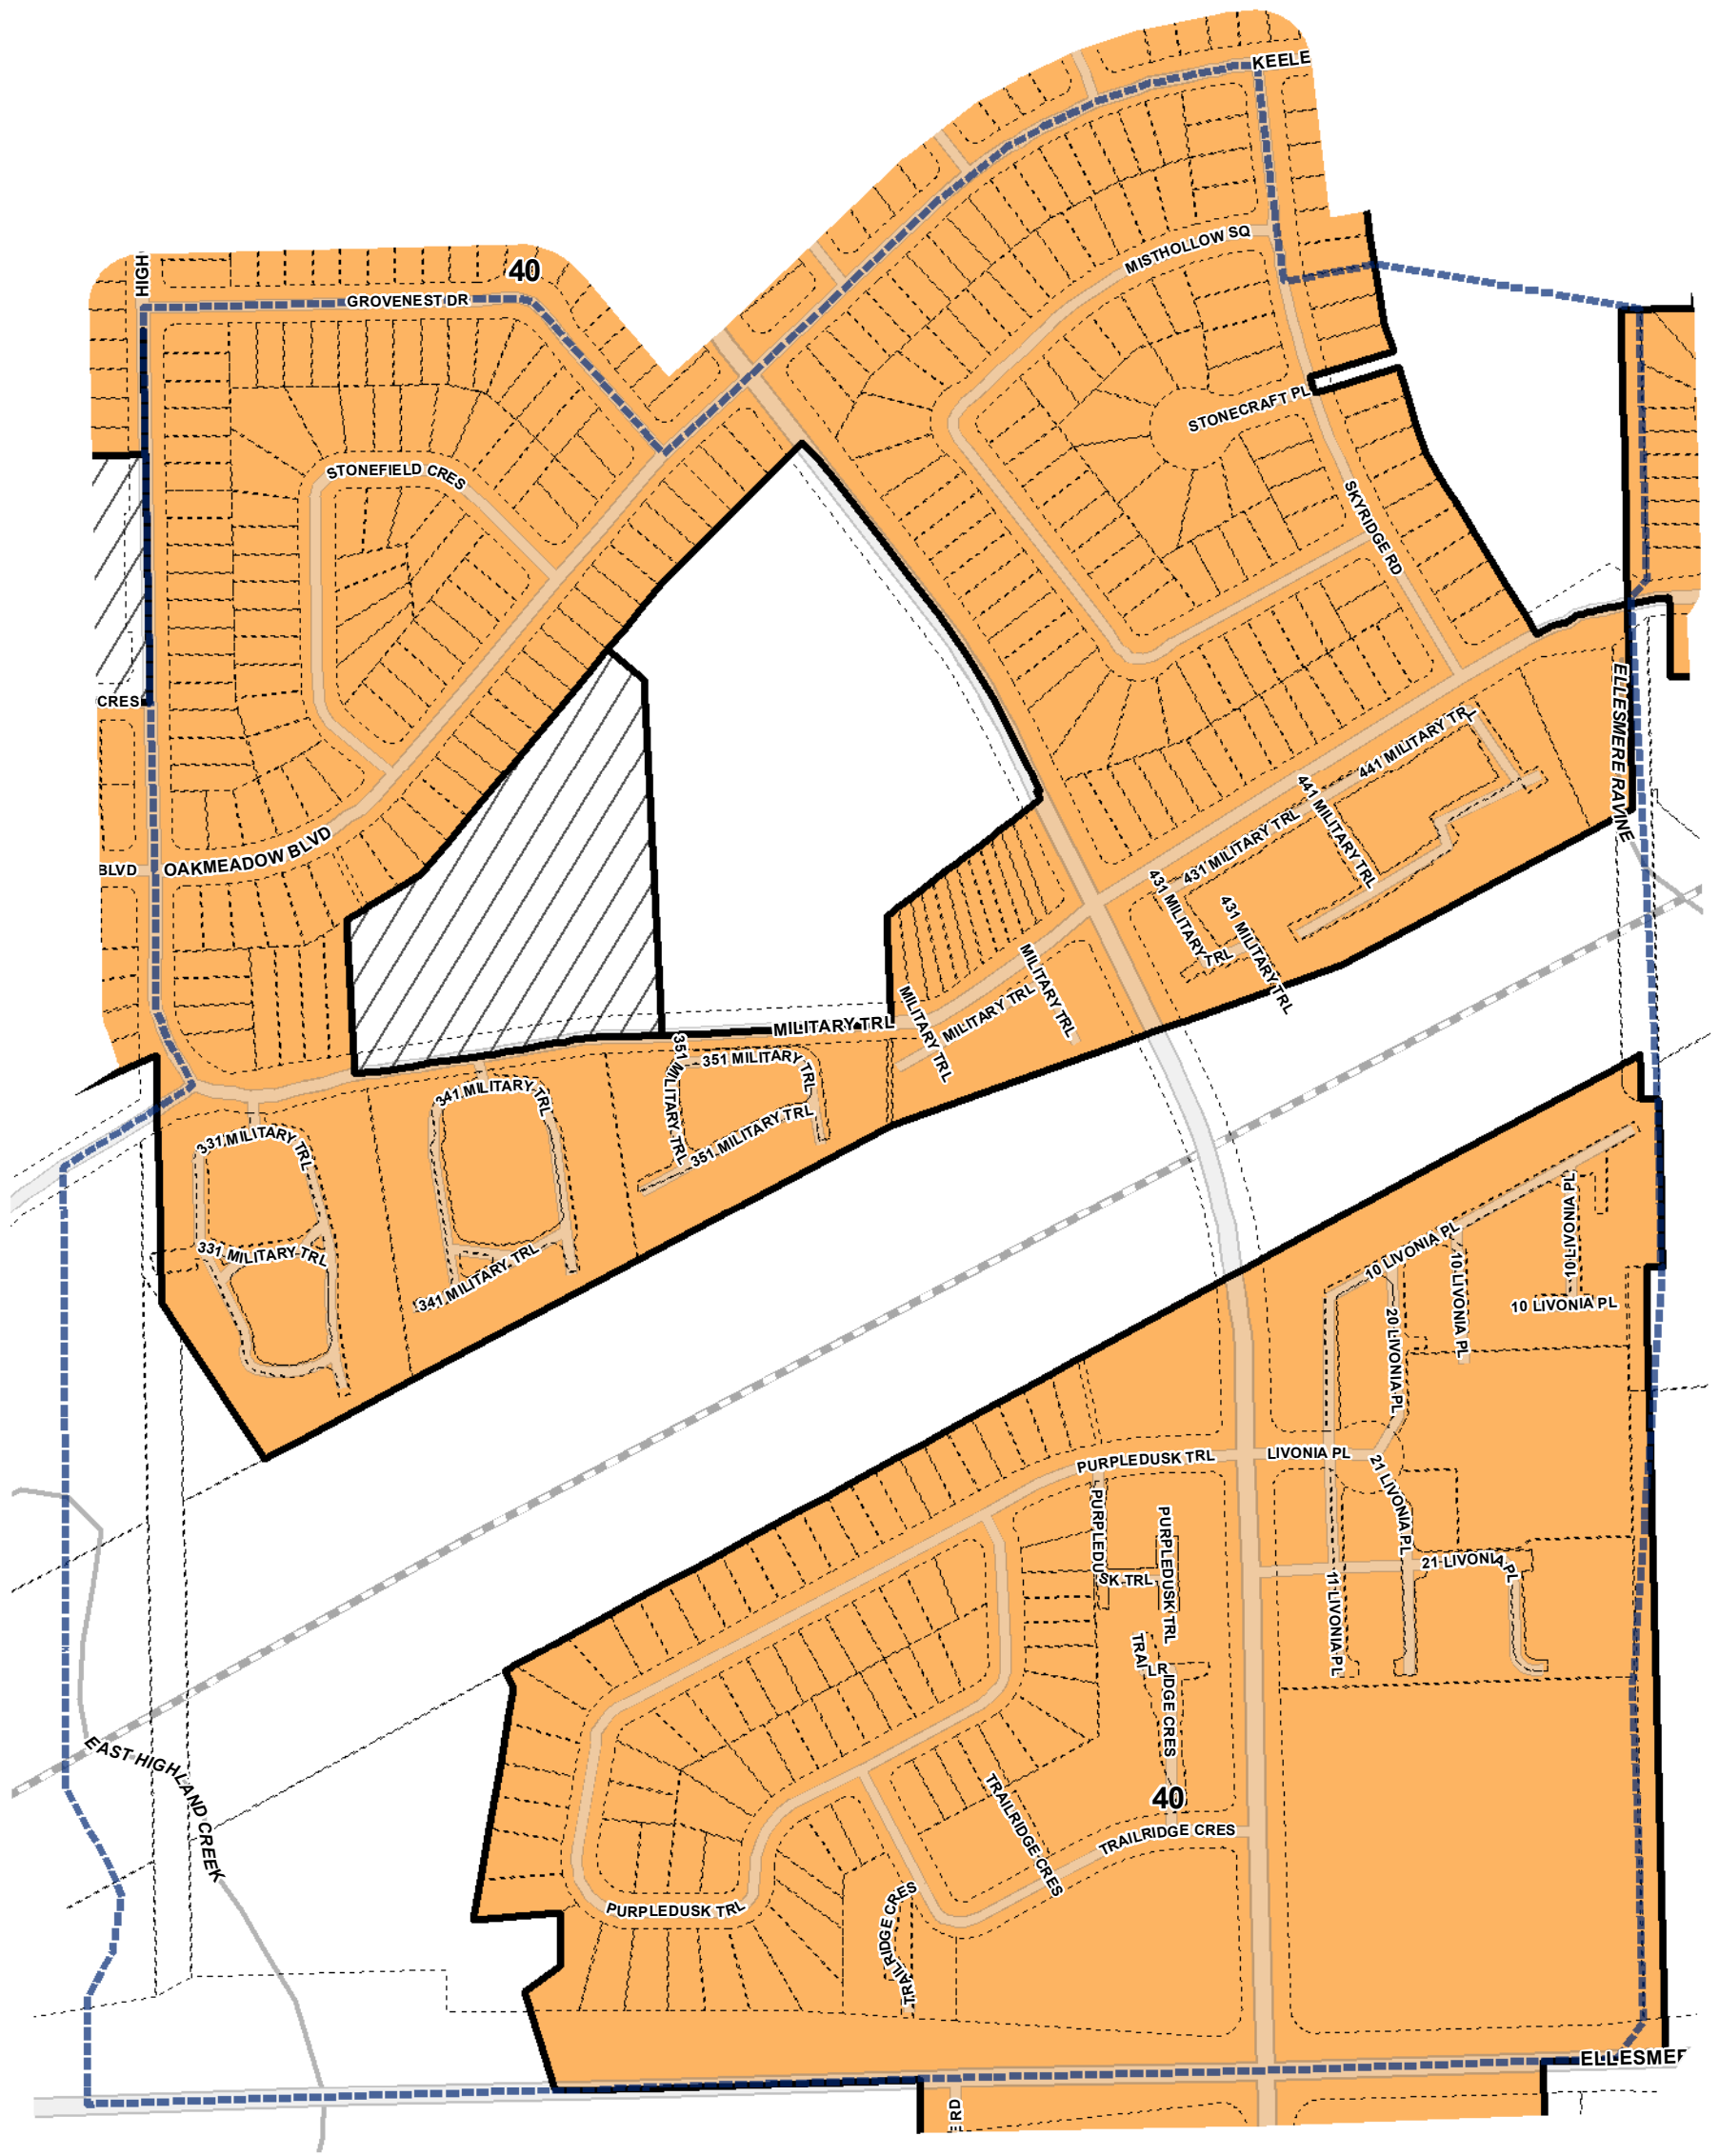 KEELE
MISTHOLLOW SQ
HIGH
40
GROVENEST DR
STONECRAFT PL
STONEFIELD CRES
SKYRIDGE RD
CRES
ELLESMERE RAVINE
441 MILITARY TRL
441 MILITARY TRL
431 MILITARY TRL
OAKMEADOW BLVD
BLVD
431 MILITARY TRL
431 MILITARY TRL
MILITARY TRL
MILITARY TRL
MILITARY TRL
MILITARY TRL
351 MILITARY TRL
351 MILITARY TRL
351 MILITARY TRL
341 MILITARY TRL
331 MILITARY TRL
331 MILITARY TRL
341 MILITARY TRL
10 LIVONIA PL
10 LIVONIA PL
10 LIVONIA PL
10 LIVONIA PL
20 LIVONIA PL
PURPLEDUSK TRL
LIVONIA PL
21 LIVONIA PL
PURPLEDUSK TRL
PURPLEDUSK TRL
21 LIVONIA PL
11 LIVONIA PL
TRAILRIDGE CRES
EAST HIGHLAND CREEK
TRAILRIDGE CRES
40
TRAILRIDGE CRES
PURPLEDUSK TRL
TRAILRIDGE CRES
ELLESMER
RD